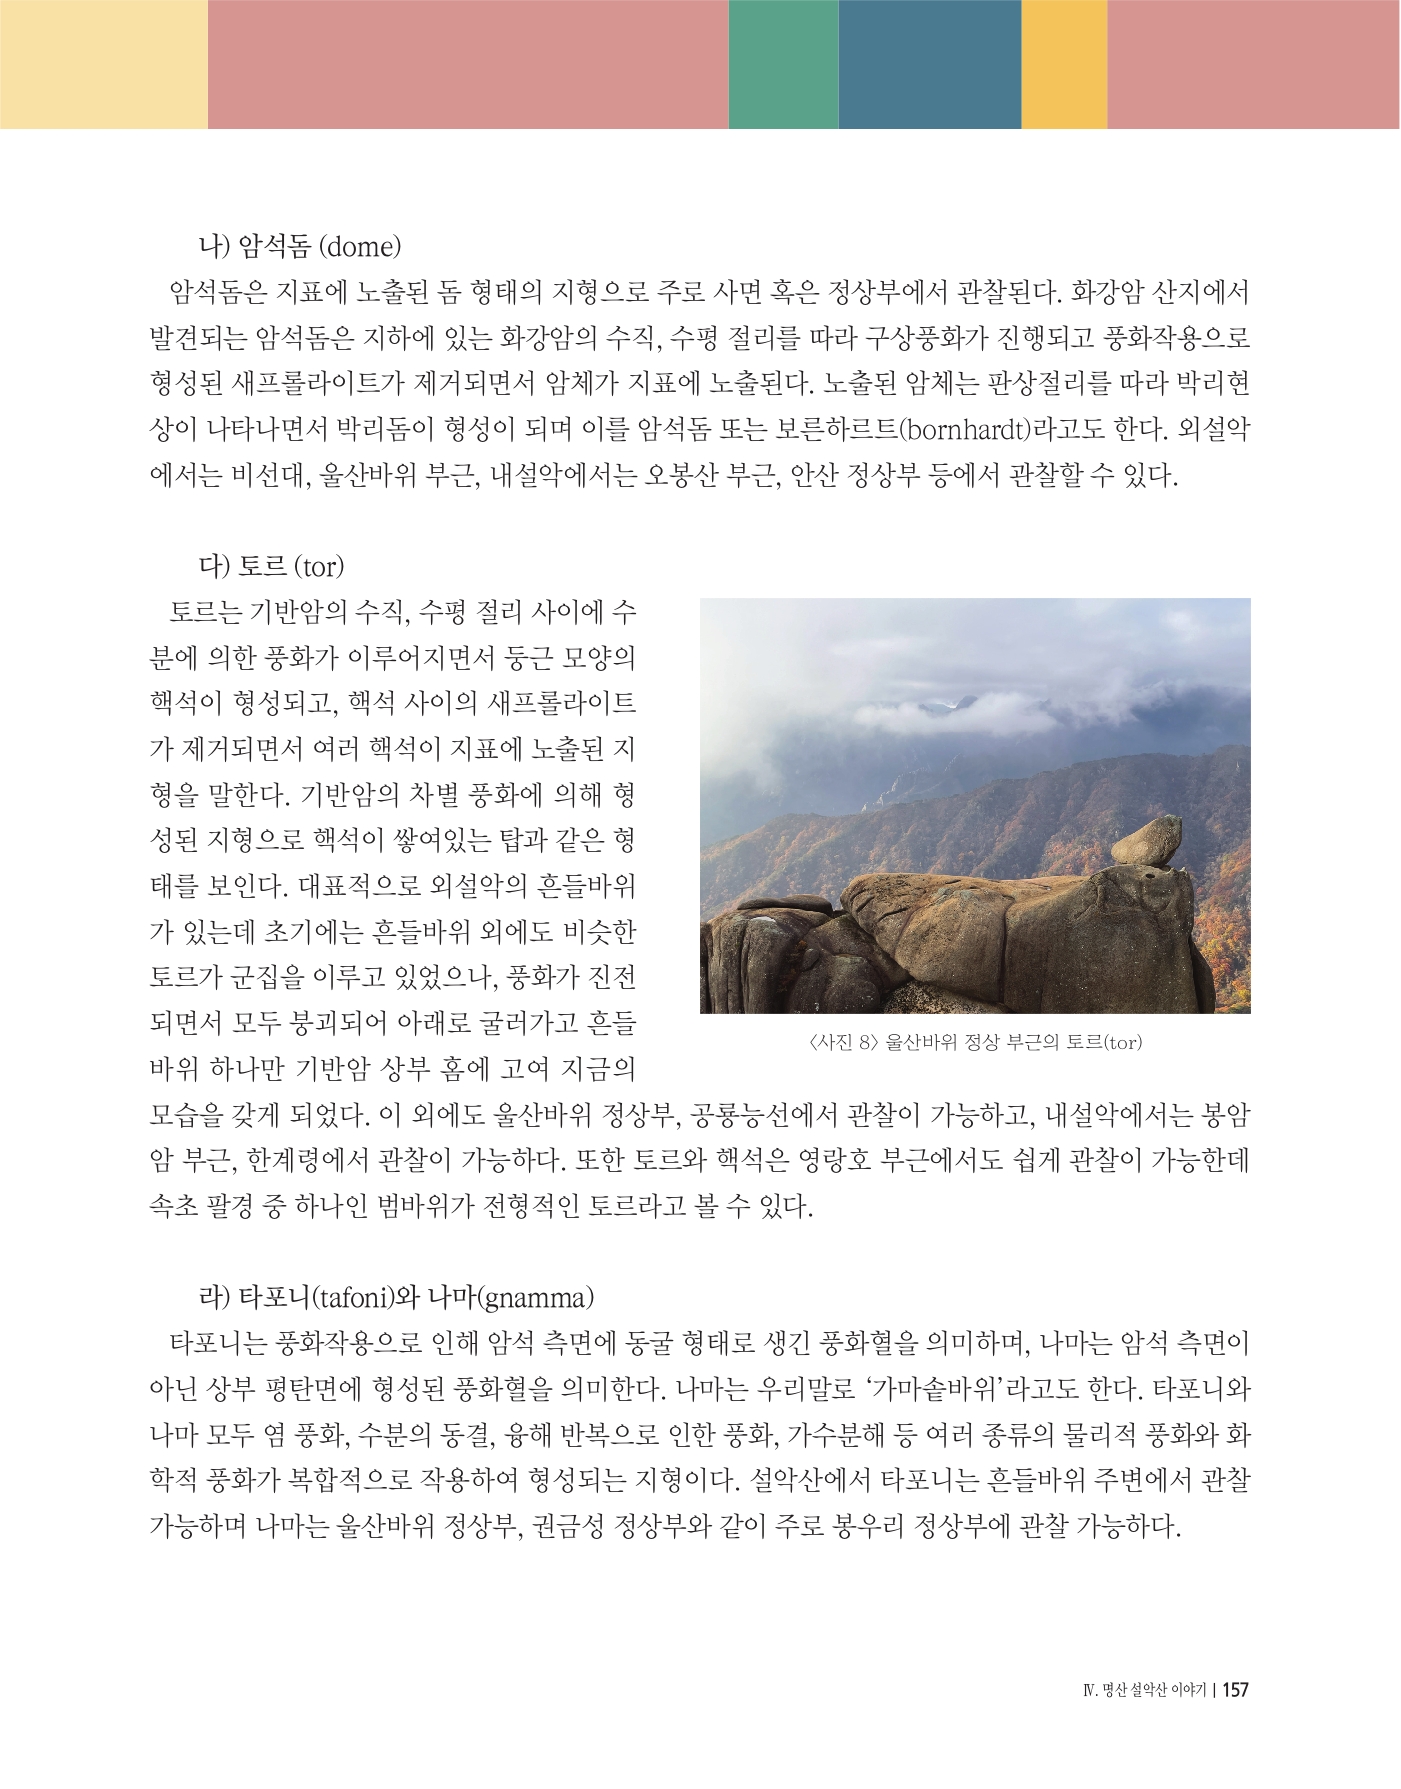 나) 암석돔 (dome)
암석돔은 지표에 노출된 돔 형태의 지형으로 주로 사면 혹은 정상부에서 관찰된다. 화강암 산지에서
발견되는 암석돔은 지하에 있는 화강암의 수직, 수평 절리를 따라 구상풍화가 진행되고 풍화작용으로
형성된 새프롤라이트가 제거되면서 암체가 지표에 노출된다. 노출된 암체는 판상절리를 따라 박리현
상이 나타나면서 박리돔이 형성이 되며 이를 암석돔 또는 보른하르트(bornhardt)라고도 한다. 외설악
에서는 비선대, 울산바위 부근, 내설악에서는 오봉산 부근, 안산 정상부 등에서 관찰할 수 있다.
다) 토르 (tor)
토르는 기반암의 수직, 수평 절리 사이에 수
분에 의한 풍화가 이루어지면서 둥근 모양의
핵석이 형성되고, 핵석 사이의 새프롤라이트
가 제거되면서 여러 핵석이 지표에 노출된 지
형을 말한다. 기반암의 차별 풍화에 의해 형
성된 지형으로 핵석이 쌓여있는 탑과 같은 형
태를 보인다. 대표적으로 외설악의 흔들바위
가 있는데 초기에는 흔들바위 외에도 비슷한
토르가 군집을 이루고 있었으나, 풍화가 진전
되면서 모두 붕괴되어 아래로 굴러가고 흔들
바위 하나만 기반암 상부 홈에 고여 지금의
모습을 갖게 되었다. 이 외에도 울산바위 정상부, 공룡능선에서 관찰이 가능하고, 내설악에서는 봉암
암 부근, 한계령에서 관찰이 가능하다. 또한 토르와 핵석은 영랑호 부근에서도 쉽게 관찰이 가능한데
속초 팔경 중 하나인 범바위가 전형적인 토르라고 볼 수 있다.
〈사진 8〉 울산바위 정상 부근의 토르(tor)
라) 타포니(tafoni)와 나마(gnamma)
타포니는 풍화작용으로 인해 암석 측면에 동굴 형태로 생긴 풍화혈을 의미하며, 나마는 암석 측면이
아닌 상부 평탄면에 형성된 풍화혈을 의미한다. 나마는 우리말로 ‘가마솥바위’라고도 한다. 타포니와
나마 모두 염 풍화, 수분의 동결, 융해 반복으로 인한 풍화, 가수분해 등 여러 종류의 물리적 풍화와 화
학적 풍화가 복합적으로 작용하여 형성되는 지형이다. 설악산에서 타포니는 흔들바위 주변에서 관찰
가능하며 나마는 울산바위 정상부, 권금성 정상부와 같이 주로 봉우리 정상부에 관찰 가능하다.
Ⅳ. 명산 설악산 이야기 | 157